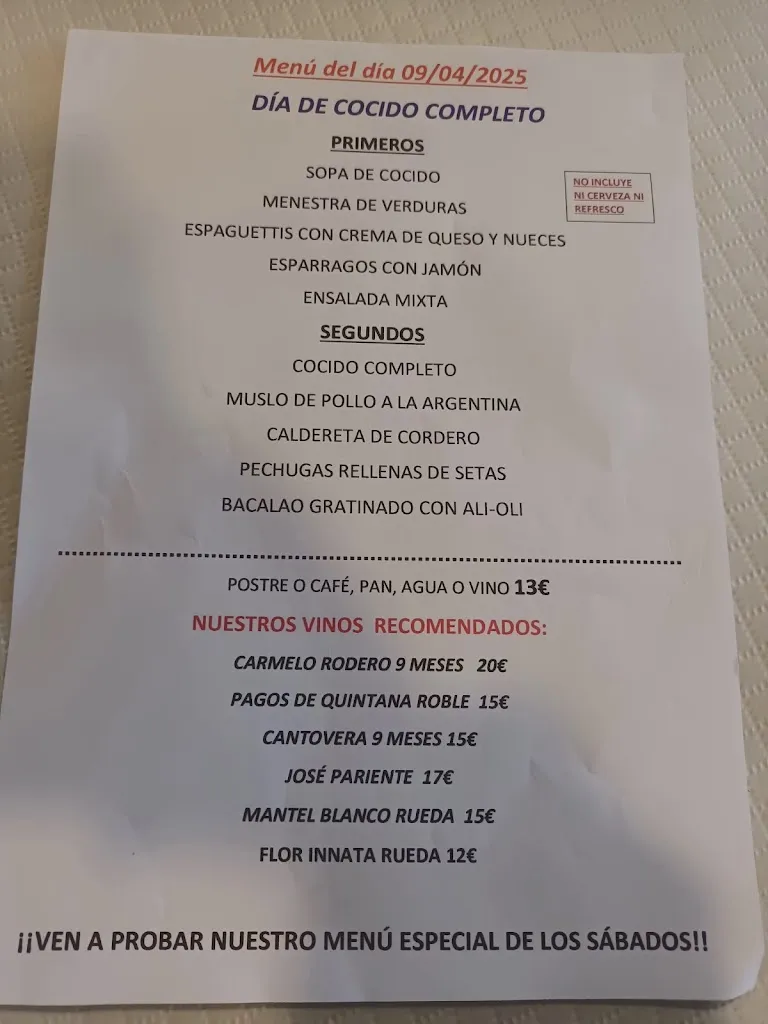 Menú del día 09/04/2025
DÍA DE COCIDO COMPLETO
PRIMEROS
SOPA DE COCIDO
MENESTRA DE VERDURAS
ESPAGUETTIS CON CREMA DE QUESO Y NUECES
ESPARRAGOS CON JAMÓN
ENSALADA MIXTA
NO INCLUYE
NI CERVEZA NI
REFRESCO
SEGUNDOS
COCIDO COMPLETO
MUSLO DE POLLO A LA ARGENTINA
CALDERETA DE CORDERO
PECHUGAS RELLENAS DE SETAS
BACALAO GRATINADO CON ALI-OLI
POSTRE O CAFÉ, PAN, AGUA O VINO 13€
NUESTROS VINOS RECOMENDADOS:
CARMELO RODERO 9 MESES 20€
PAGOS DE QUINTANA ROBLE 15€
CANTOVERA 9 MESES 15€
JOSÉ PARIENTE 17€
MANTEL BLANCO RUEDA 15€
FLOR INNATA RUEDA 12€
¡¡VEN A PROBAR NUESTRO MENÚ ESPECIAL DE LOS SÁBADOS!!